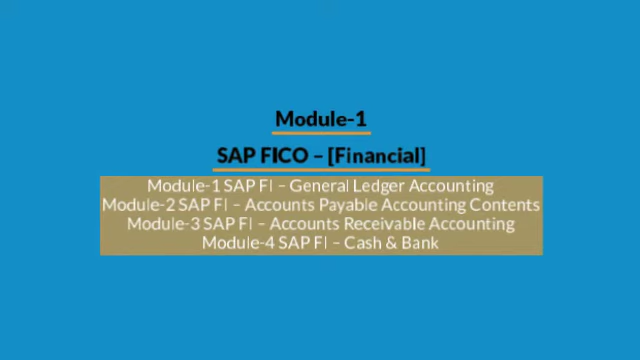 Module-1
SAP FICO – [Financial]
Module-1 SAP FI – General Ledger Accounting
Module-2 SAP FI – Accounts Payable Accounting Contents
Module-3 SAP FI – Accounts Receivable Accounting
Module-4 SAP FI – Cash & Bank